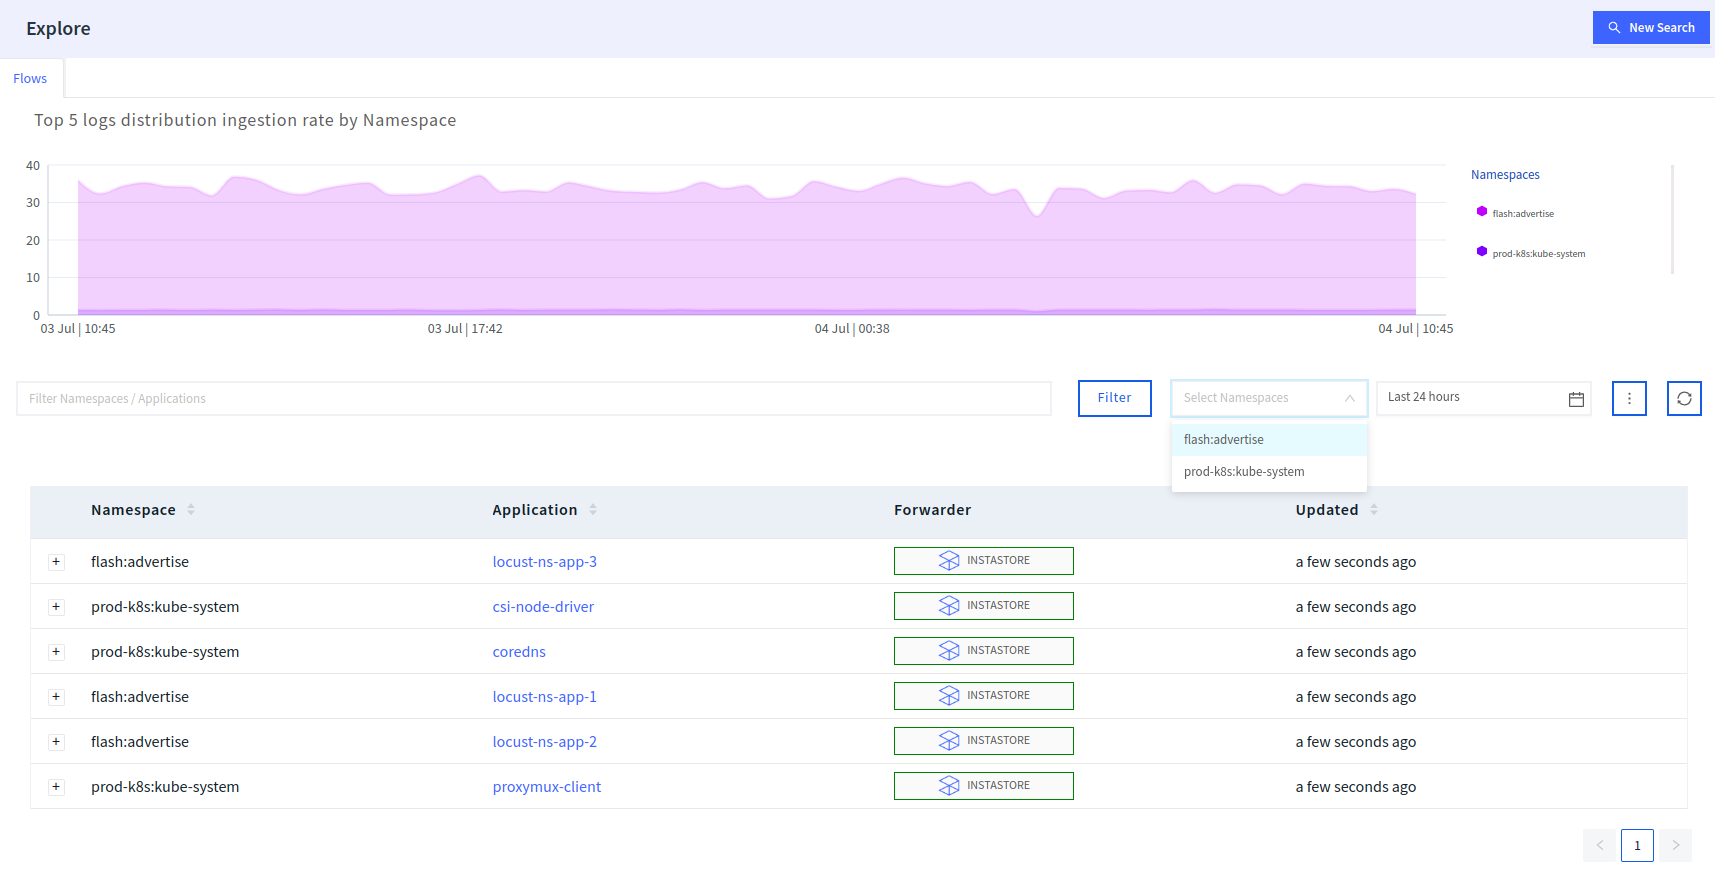 Explore
New Search
Flows
Top 5 logs distribution ingestion rate by Namespace
40
30
20
10
0
03 Jul | 10:45
03 Jul | 17:42
04 Jul | 00:38
04 Jul | 10:45
Namespaces
flash:advertise
prod-k8s:kube-system
Filter Namespaces / Applications
Filter
Select Namespaces
Last 24 hours
flash:advertise
prod-k8s:kube-system
Namespace Application Forwarder Updated
+ flash:advertise locust-ns-app-3 INSTASTORE a few seconds ago
+ prod-k8s:kube-system csi-node-driver INSTASTORE a few seconds ago
+ prod-k8s:kube-system coredns INSTASTORE a few seconds ago
+ flash:advertise locust-ns-app-1 INSTASTORE a few seconds ago
+ flash:advertise locust-ns-app-2 INSTASTORE a few seconds ago
+ prod-k8s:kube-system proxymux-client INSTASTORE a few seconds ago
< 1 >